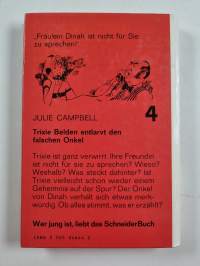 „Fräulein Dinah ist nicht für Sie
zu sprechen!"
JULIE CAMPBELL
4
Trixie Belden entlarvt den
falschen Onkel
Trixie ist ganz verwirrt. Ihre Freundin
ist nicht für sie zu sprechen? Wieso?
Weshalb? Was steckt dahinter? Ist
Trixie vielleicht schon wieder einem
Geheimnis auf der Spur? Der Onkel
von Dinah verhält sich etwas merk-
würdig. Ob alles stimmt, was er erzählt?
Wer jung ist, liebt das SchneiderBuch